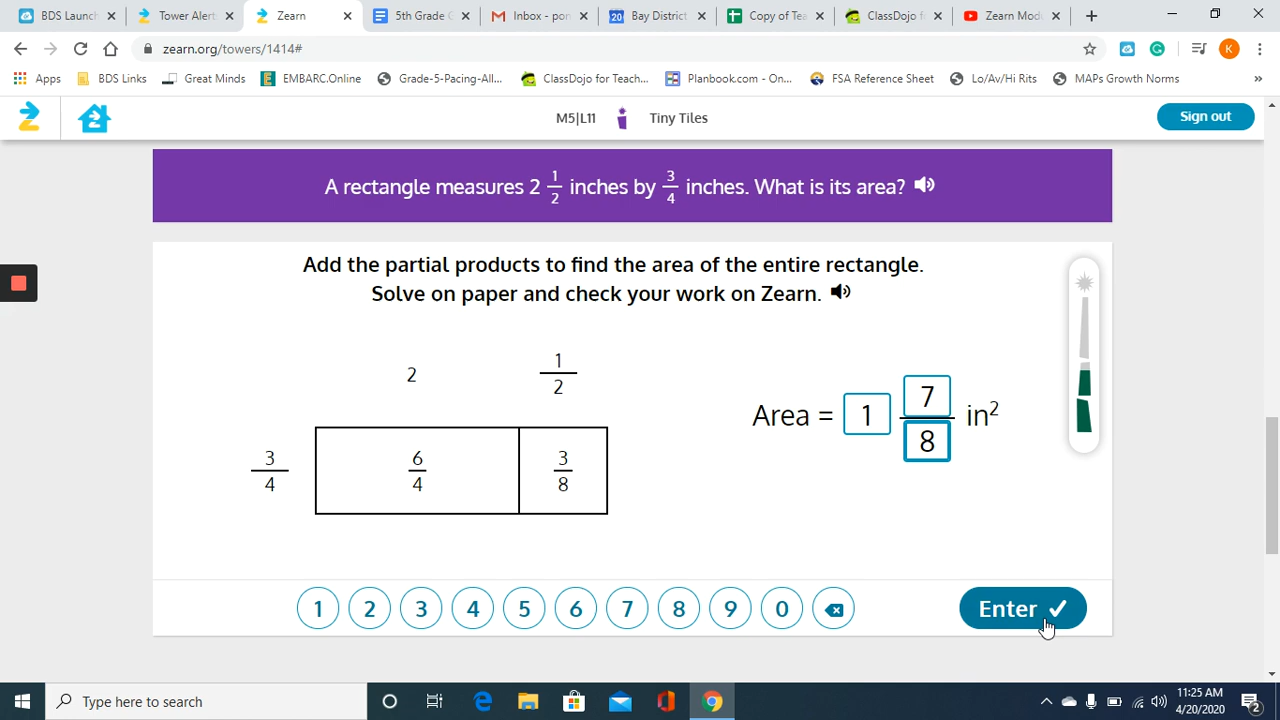 BDS Launch
Tower Alert
Zearn
5th Grade
Inbox - por
Bay District
Copy of Tea
ClassDojo f
Zearn Modu
zearn.org/towers/1414#
K
Apps
BDS Links
Great Minds
EMBARC.Online
Grade-5-Pacing-All...
ClassDojo for Teach...
Planbook.com - On...
FSA Reference Sheet
Lo/Av/Hi Rits
MAPs Growth Norms
»
M5|L11
Tiny Tiles
Sign out
A rectangle measures 2 1/2 inches by 3/4 inches. What is its area?
Add the partial products to find the area of the entire rectangle.
Solve on paper and check your work on Zearn.
2 1/2
3/4 6/4 3/8
Area = 1 7/8 in²
1 2 3 4 5 6 7 8 9 0
Enter
Type here to search
11:25 AM
4/20/2020
2